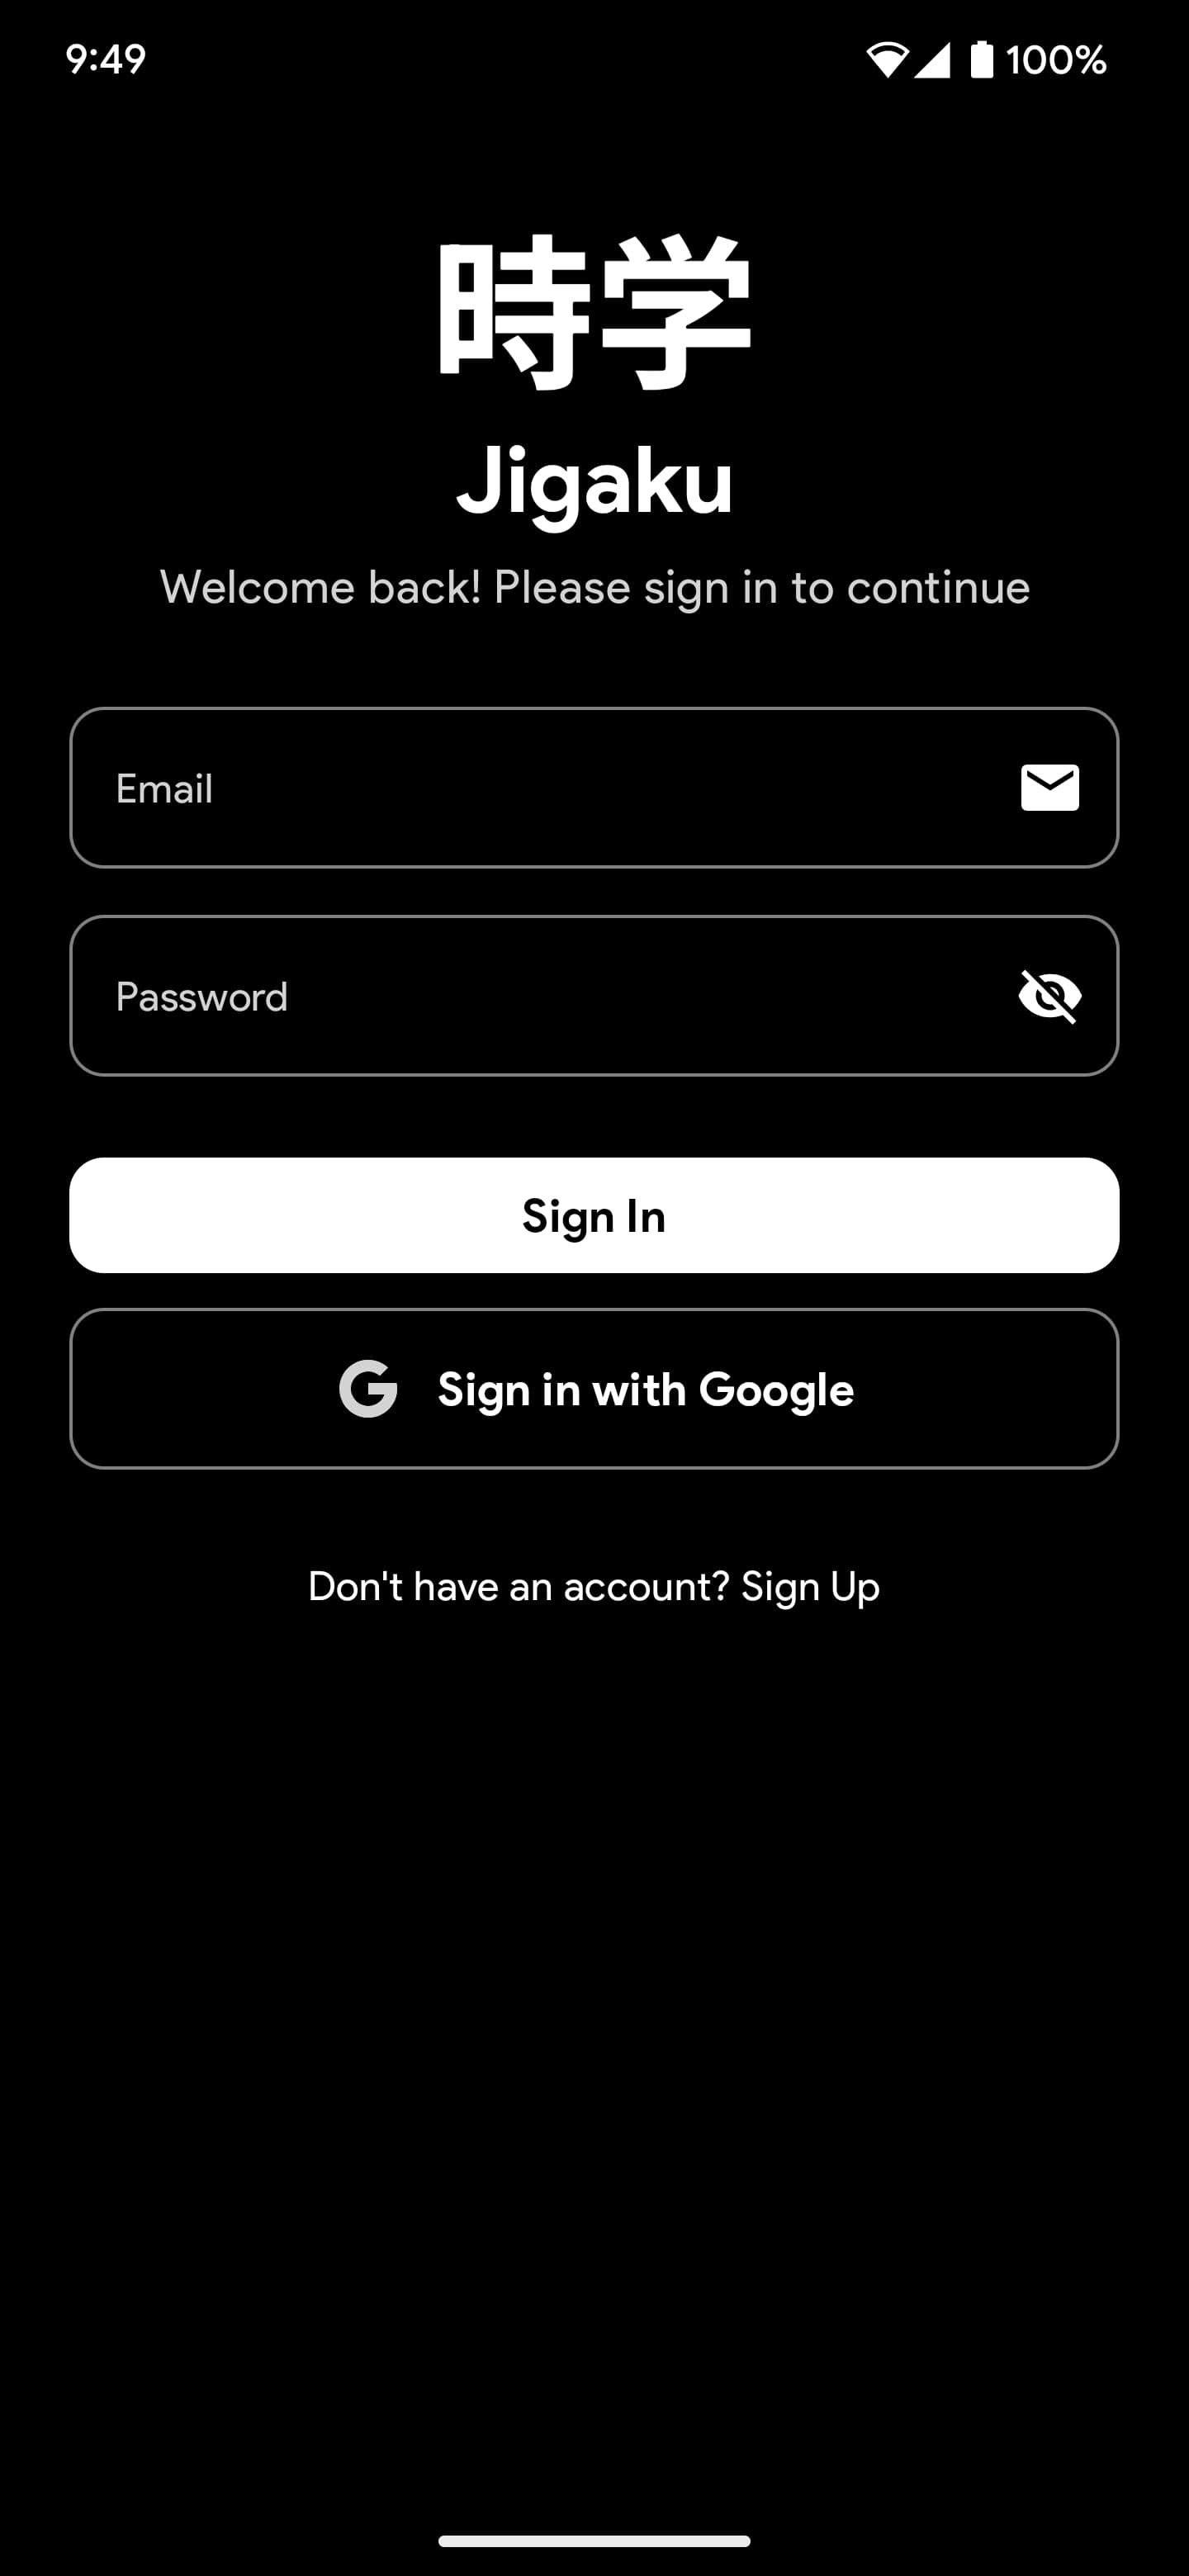 9:49
100%
時学
Jigaku
Welcome back! Please sign in to continue
Email
Password
Sign In
Sign in with Google
Don't have an account? Sign Up